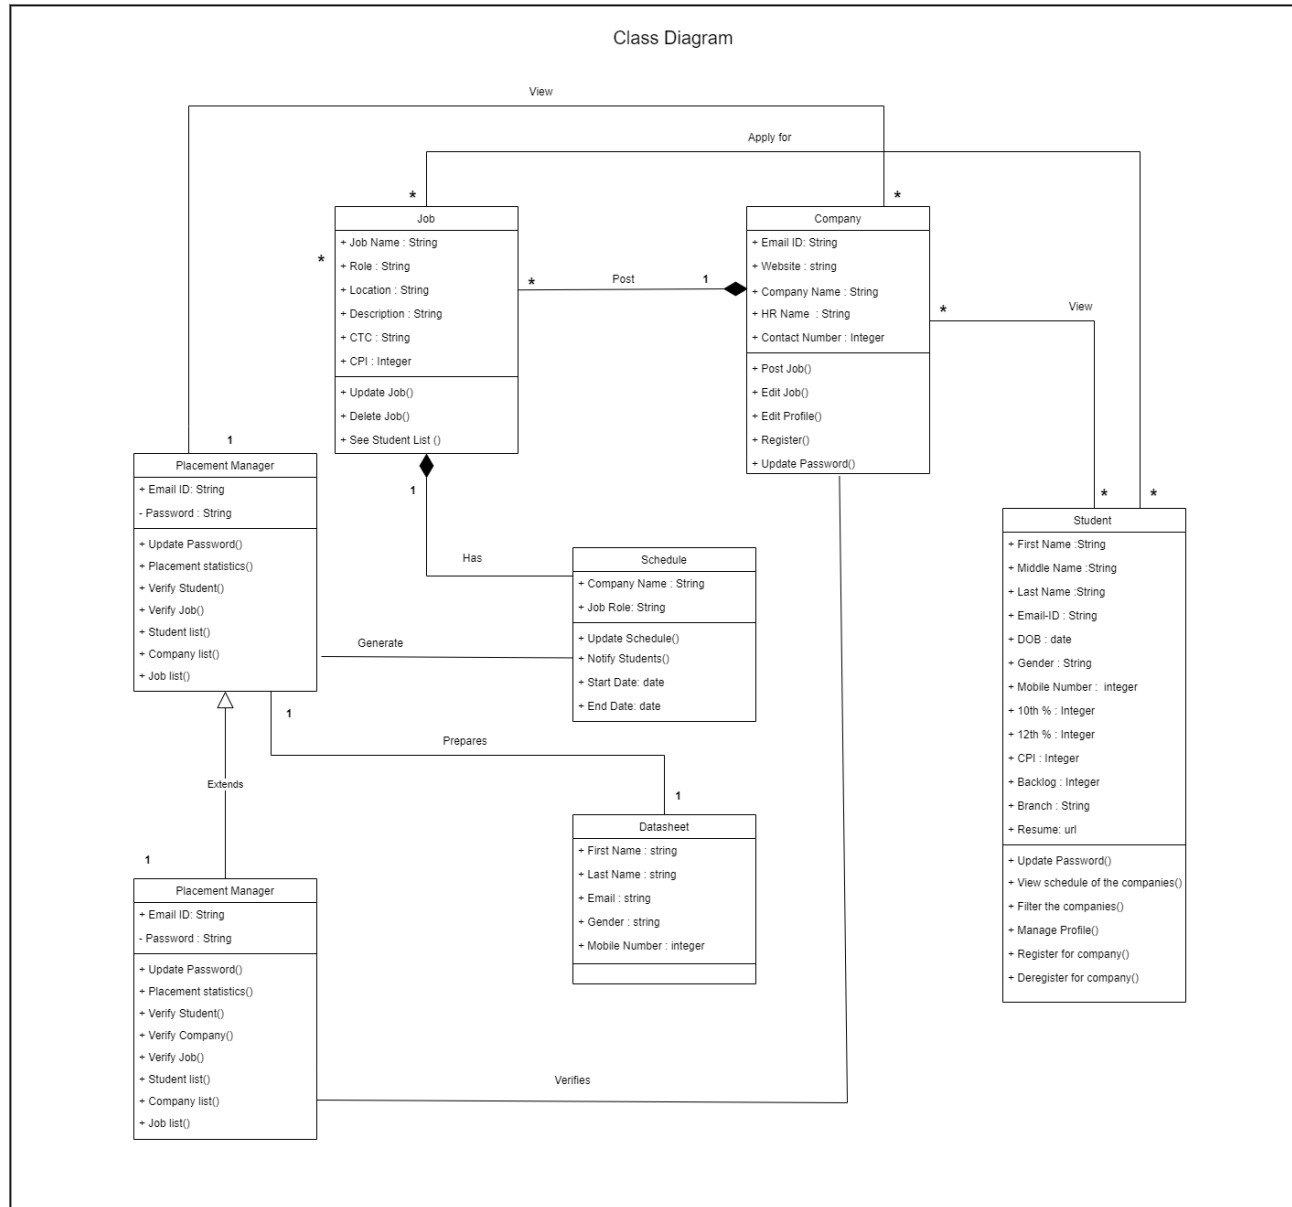 Class Diagram
View
Apply for
*
*
Job
+ Job Name : String
+ Role : String
+ Location : String
+ Description : String
+ CTC : String
+ CPI : Integer
+ Update Job()
+ Delete Job()
+ See Student List ()
*
*
Post
1
Company
+ Email ID: String
+ Website : string
+ Company Name : String
+ HR Name : String
+ Contact Number : Integer
+ Post Job()
+ Edit Job()
+ Edit Profile()
+ Register()
+ Update Password()
*
View
1
Placement Manager
+ Email ID: String
- Password : String
+ Update Password()
+ Placement statistics()
+ Verify Student()
+ Verify Job()
+ Student list()
+ Company list()
+ Job list()
1
Has
Generate
Schedule
+ Company Name : String
+ Job Role: String
+ Update Schedule()
+ Notify Students()
+ Start Date: date
+ End Date: date
*
*
Student
+ First Name :String
+ Middle Name :String
+ Last Name :String
+ Email-ID : String
+ DOB : date
+ Gender : String
+ Mobile Number : integer
+ 10th % : Integer
+ 12th % : Integer
+ CPI : Integer
+ Backlog : Integer
+ Branch : String
+ Resume: url
+ Update Password()
+ View schedule of the companies()
+ Filter the companies()
+ Manage Profile()
+ Register for company()
+ Deregister for company()
1
Prepares
Extends
1
Datasheet
+ First Name : string
+ Last Name : string
+ Email : string
+ Gender : string
+ Mobile Number : integer
1
Placement Manager
+ Email ID: String
- Password : String
+ Update Password()
+ Placement statistics()
+ Verify Student()
+ Verify Company()
+ Verify Job()
+ Student list()
+ Company list()
+ Job list()
Verifies